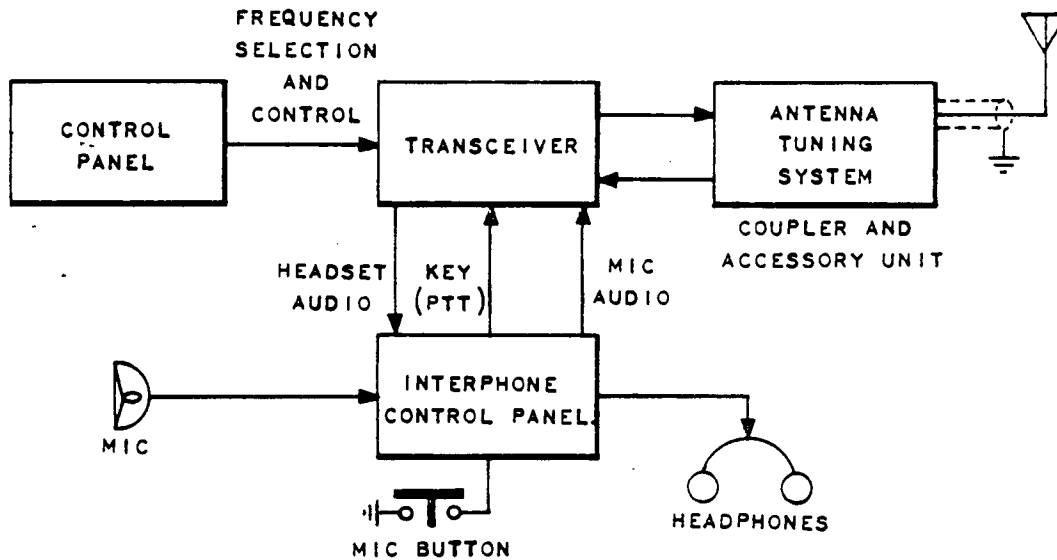 FREQUENCY
SELECTION
AND
CONTROL
CONTROL
PANEL
TRANSCEIVER
ANTENNA
TUNING
SYSTEM
COUPLER AND
ACCESSORY UNIT
HEADSET
AUDIO
KEY
(PTT)
MIC
AUDIO
MIC
INTERPHONE
CONTROL PANEL
HEADPHONES
MIC BUTTON